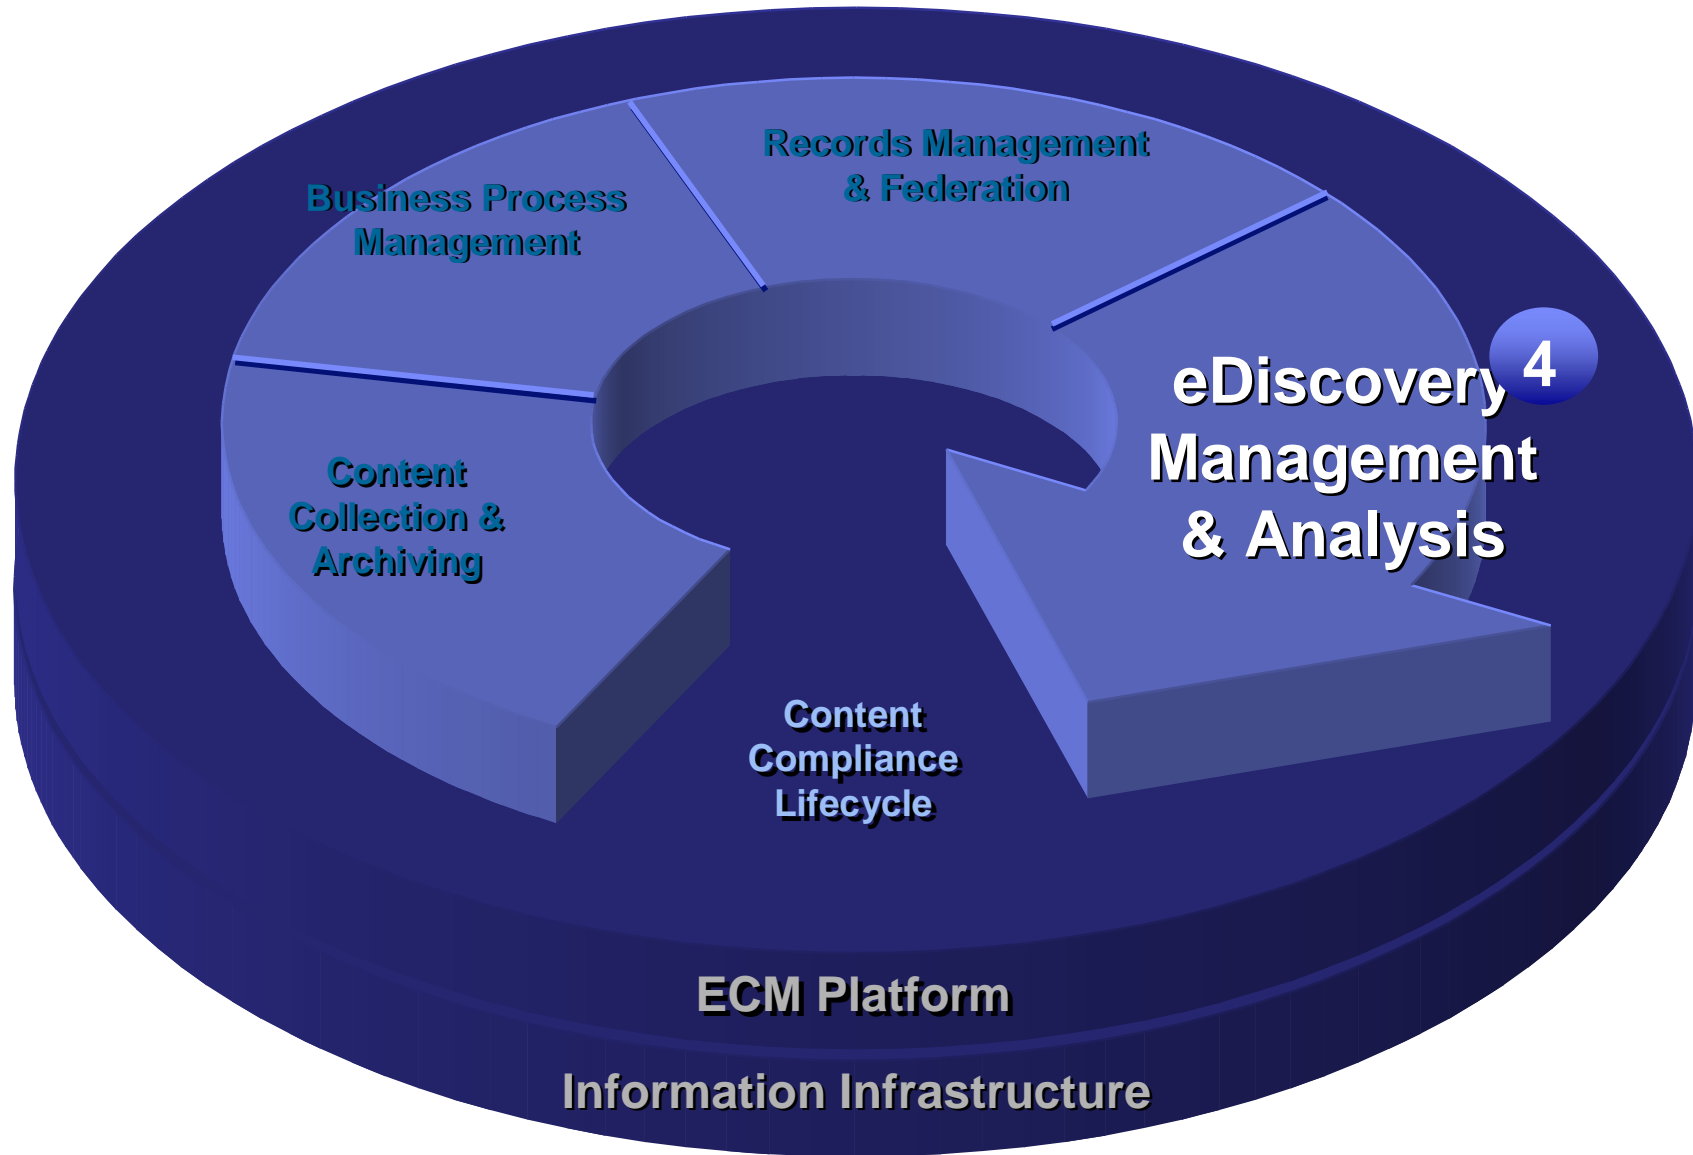 Records Management
& Federation
Business Process
Management
4
eDiscovery
Management
& Analysis
Content
Collection &
Archiving
Content
Compliance
Lifecycle
ECM Platform
Information Infrastructure